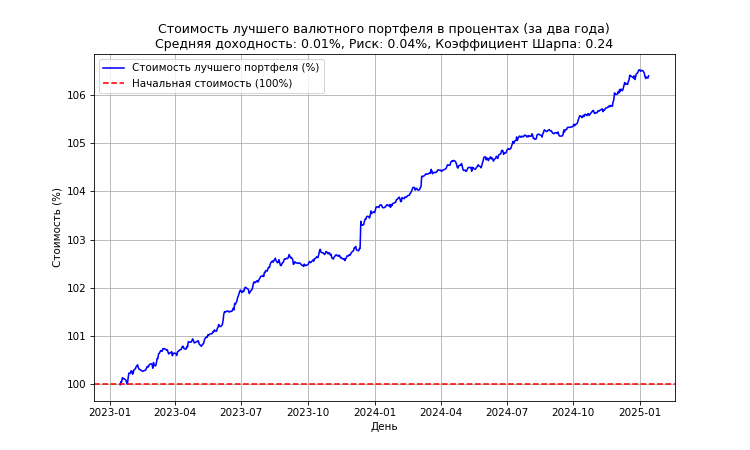 Стоимость лучшего валютного портфеля в процентах (за два года)
Средняя доходность: 0.01%, Риск: 0.04%, Коэффициент Шарпа: 0.24
Стоимость лучшего портфеля (%)
Начальная стоимость (100%)
Стоимость (%)
106
105
104
103
102
101
100
2023-01 2023-04 2023-07 2023-10 2024-01 2024-04 2024-07 2024-10 2025-01
День